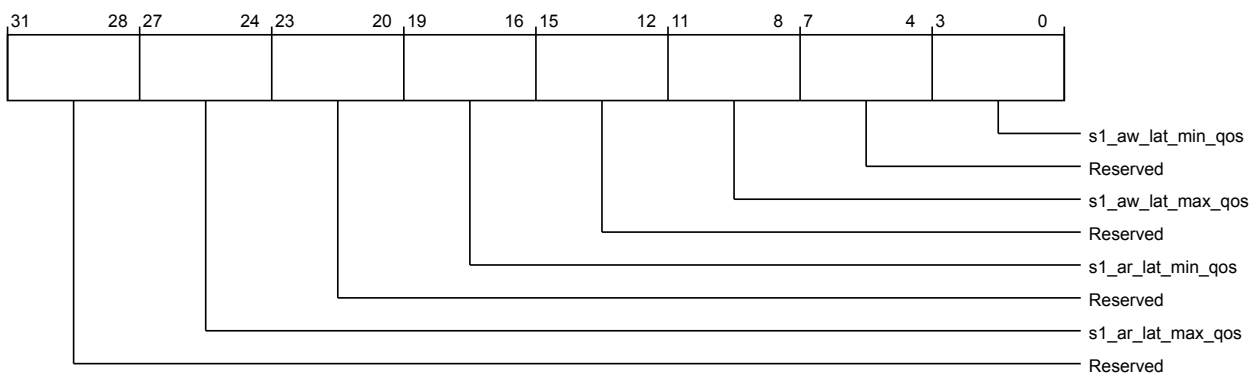 31 28 27 24 23 20 19 16 15 12 11 8 7 4 3 0
s1_aw_lat_min_qos
Reserved
s1_aw_lat_max_qos
Reserved
s1_ar_lat_min_qos
Reserved
s1_ar_lat_max_qos
Reserved